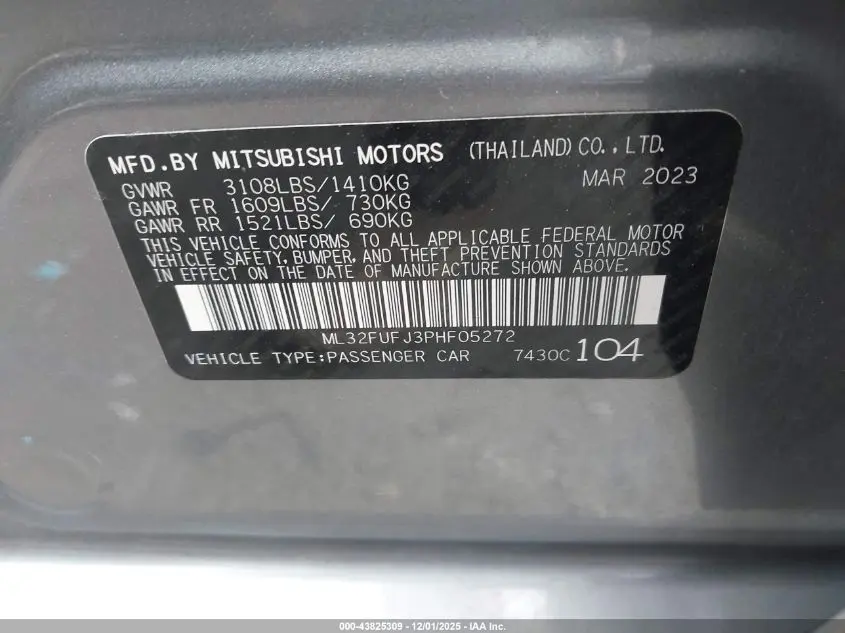 MFD.BY MITSUBISHI MOTORS (THAILAND) CO., LTD.
GVWR 3108LBS/1410KG MAR 2023
GAWR FR 1609LBS/ 730KG
GAWR RR 1521LBS/ 690KG
THIS VEHICLE CONFORMS TO ALL APPLICABLE FEDERAL MOTOR
VEHICLE SAFETY, BUMPER, AND THEFT PREVENTION STANDARDS
IN EFFECT ON THE DATE OF MANUFACTURE SHOWN ABOVE.
ML32FUFJ3PHF05272
VEHICLE TYPE:PASSENGER CAR 7430C 104
000-43825309 - 12/01/2025 - IAA Inc.